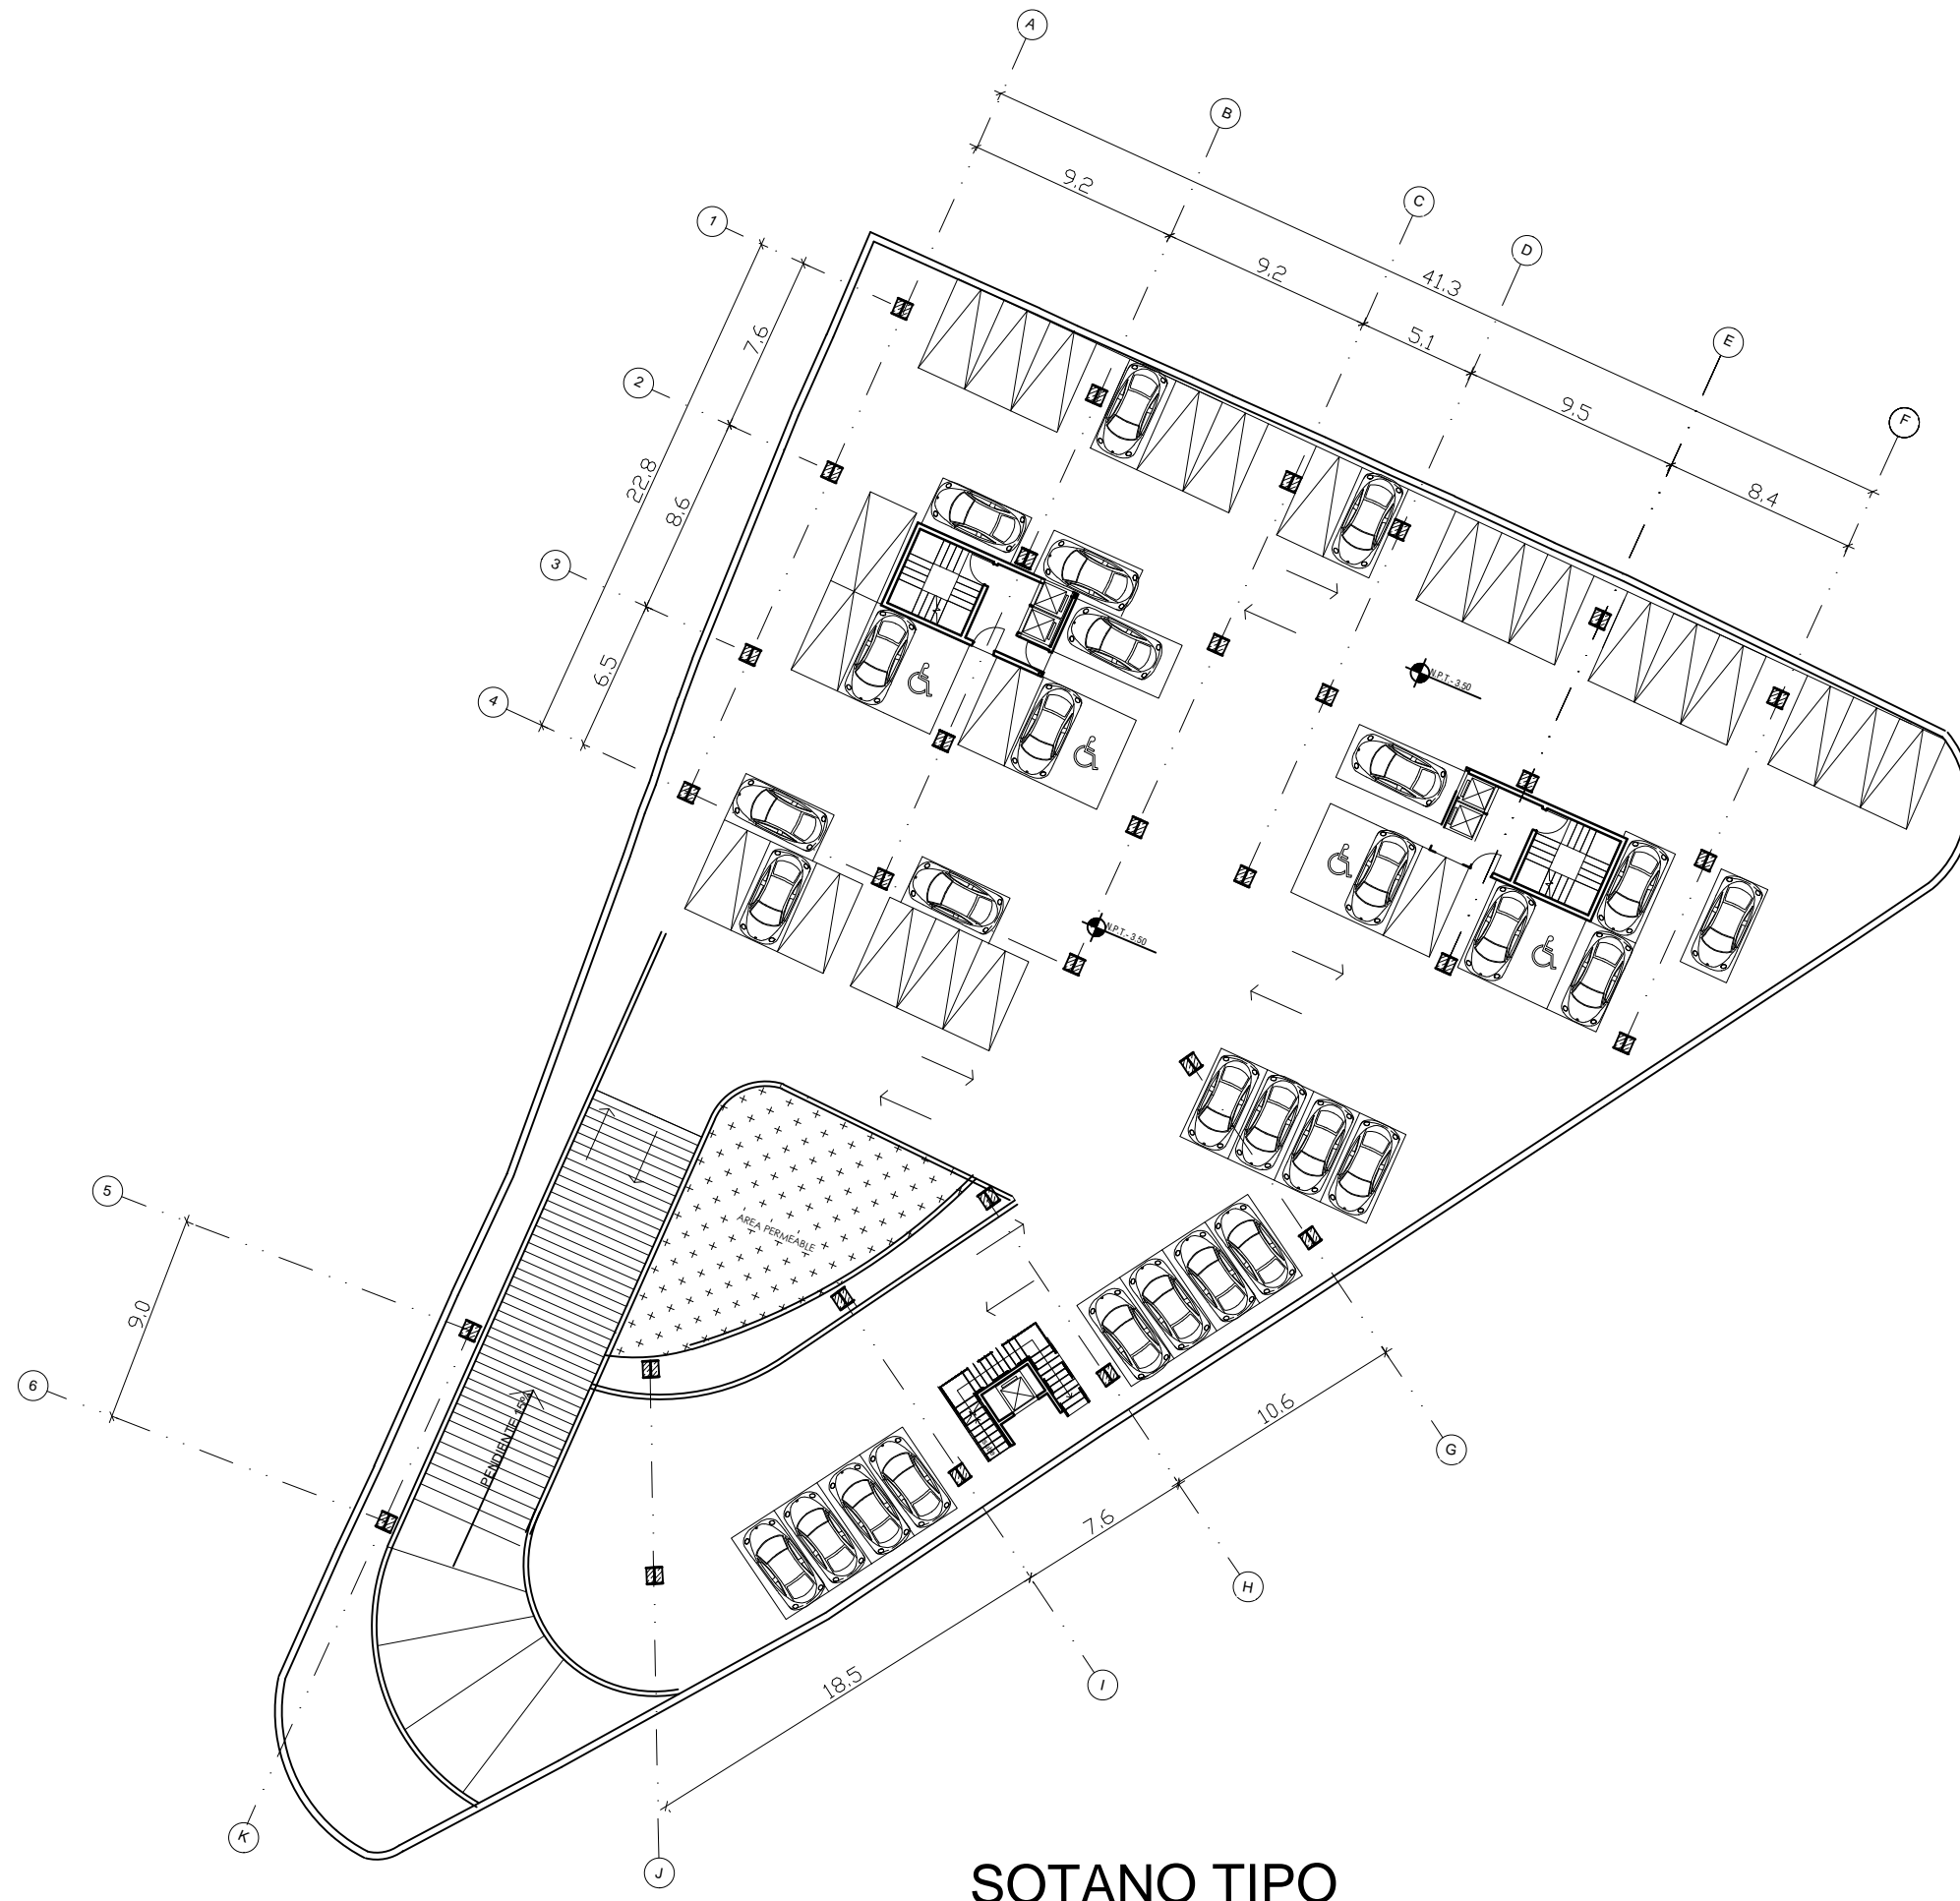 A
B
C
D
E
F
9,2
9,2
41,3
5,1
9,5
8,4
1
2
3
4
7,6
22,8
8,6
6,5
N.P.T.-3.50
N.P.T.-3.50
5
6
9,0
AREA PERMEABLE
PENDIENTE 15%
10,6
7,6
18,5
G
H
I
J
K
SOTANO TIPO